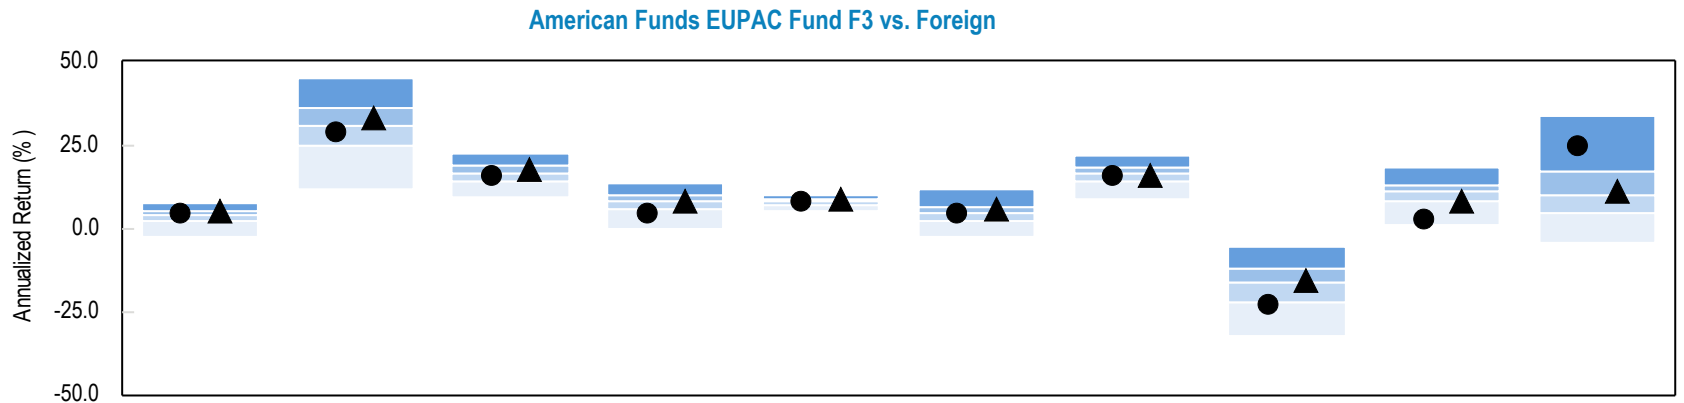 American Funds EUPAC Fund F3 vs. Foreign
50.0
25.0
0.0
-25.0
-50.0
Annualized Return (%)